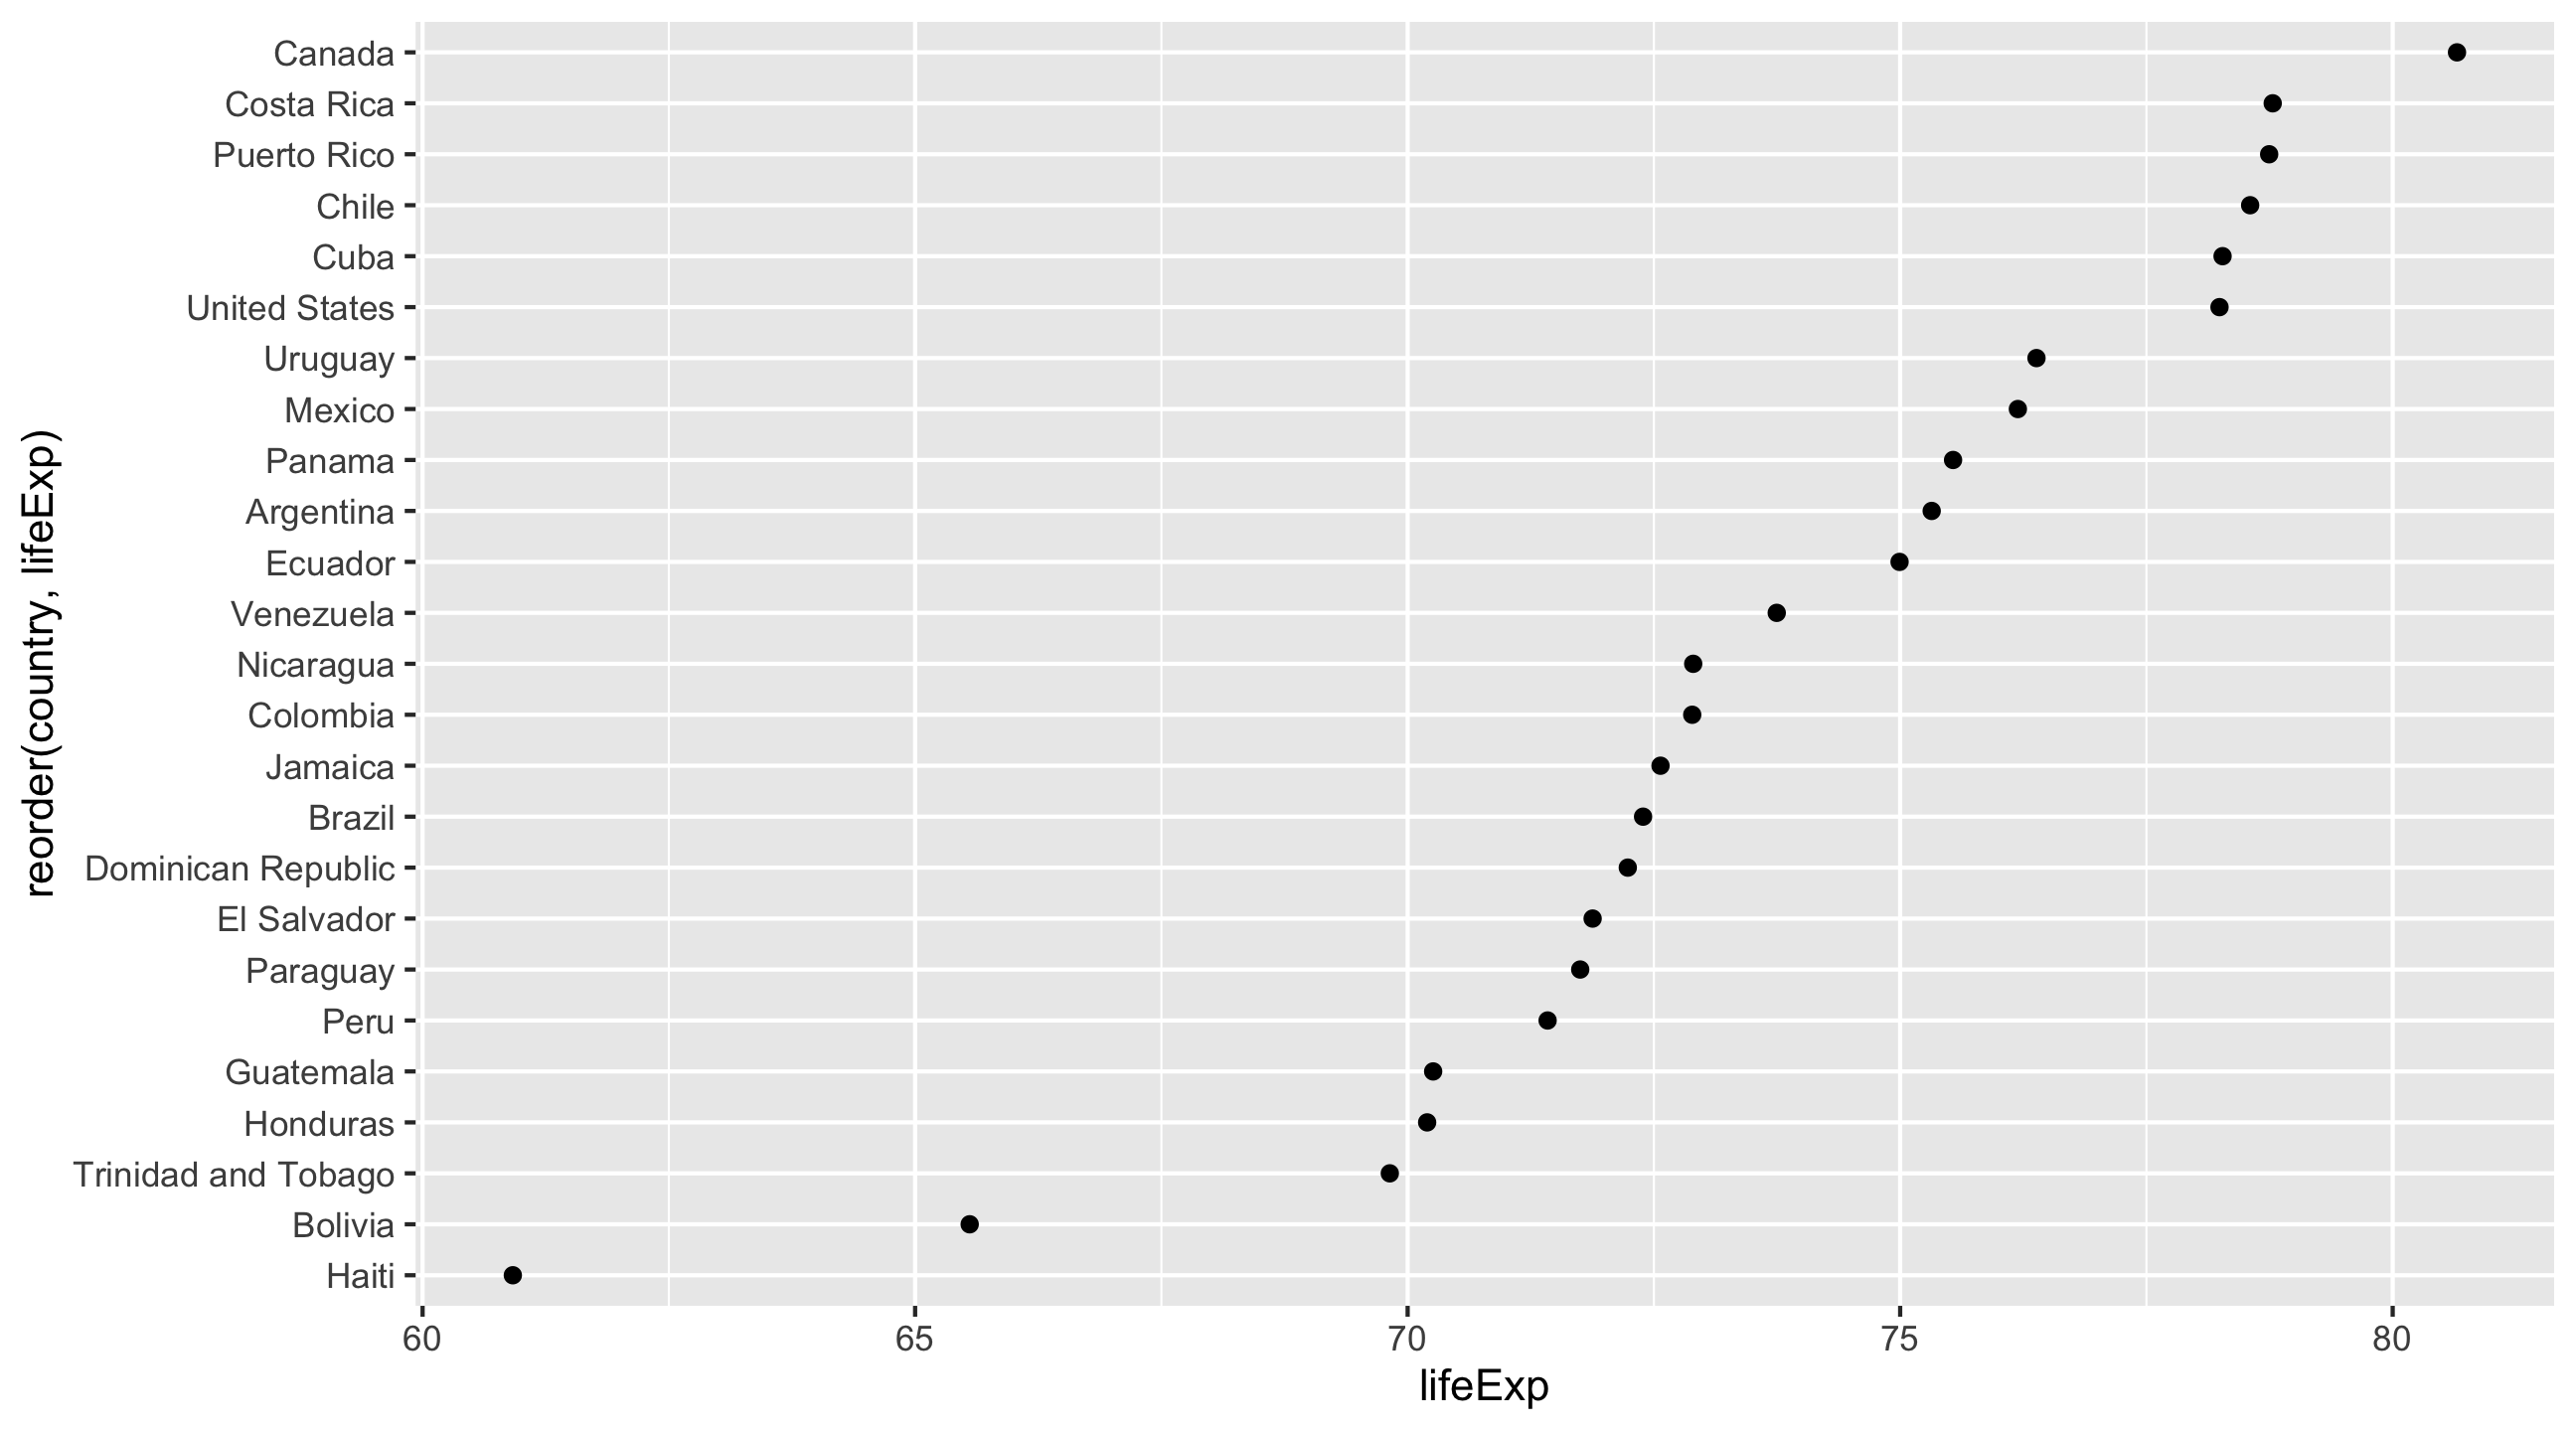 Canada
Costa Rica
Puerto Rico
Chile
Cuba
United States
Uruguay
Mexico
Panama
Argentina
Ecuador
Venezuela
Nicaragua
Colombia
Jamaica
Brazil
Dominican Republic
El Salvador
Paraguay
Peru
Guatemala
Honduras
Trinidad and Tobago
Bolivia
Haiti
reorder(country, lifeExp)
60 65 70 75 80
lifeExp